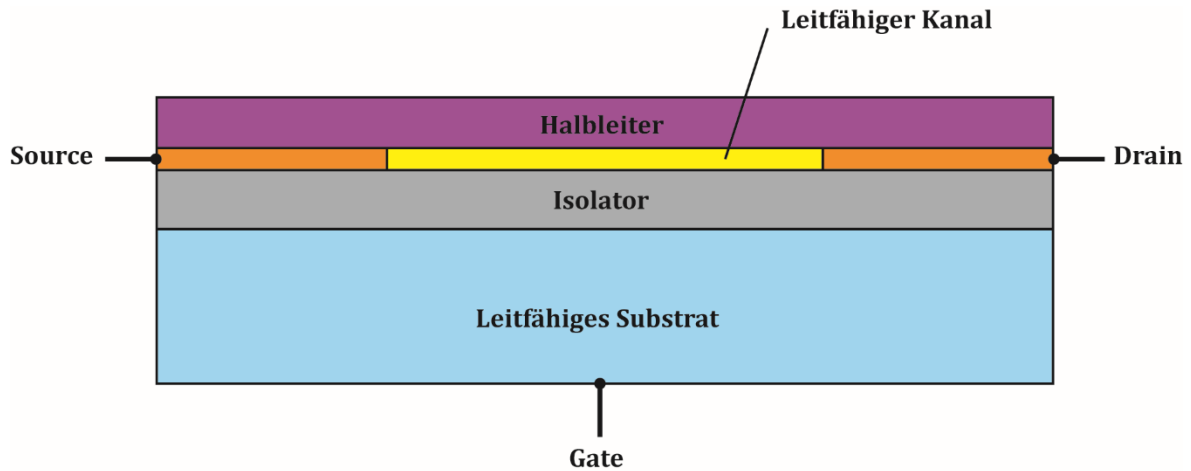 Leitfähiger Kanal
Halbleiter
Source
Drain
Isolator
Leitfähiges Substrat
Gate